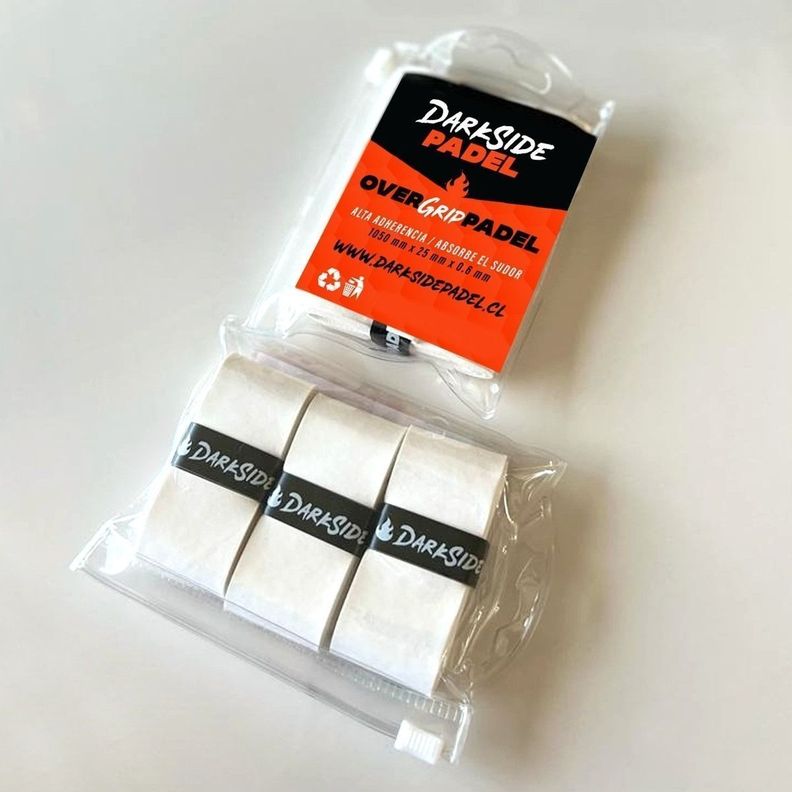 DARKSIDE
PADEL
OVERGRIPPADEL
ALTA ADHERENCIA / ABSORBE EL SUDOR
1050 mm x 25 mm x 0,6 mm
WWW.DARKSIDEPADEL.CL
DARKSIDE
DARKSIDE
DARKSIDE